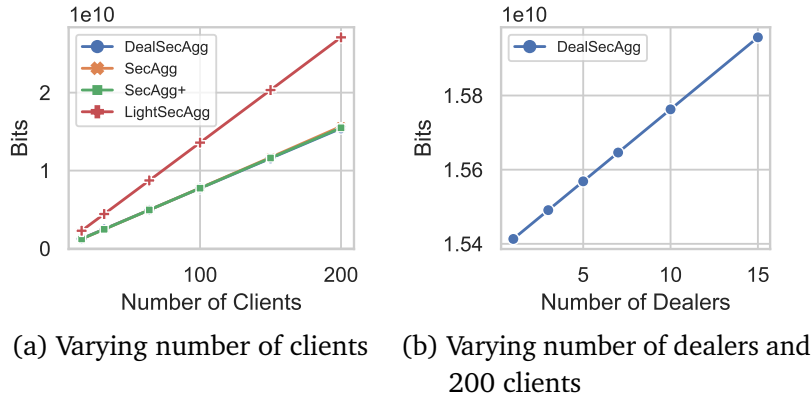 1e10
Bits
2
1
0
DealSecAgg
SecAgg
SecAgg+
LightSecAgg
100
200
Number of Clients
(a) Varying number of clients
1e10
Bits
1.58
1.56
1.54
DealSecAgg
5
10
15
Number of Dealers
(b) Varying number of dealers and
200 clients